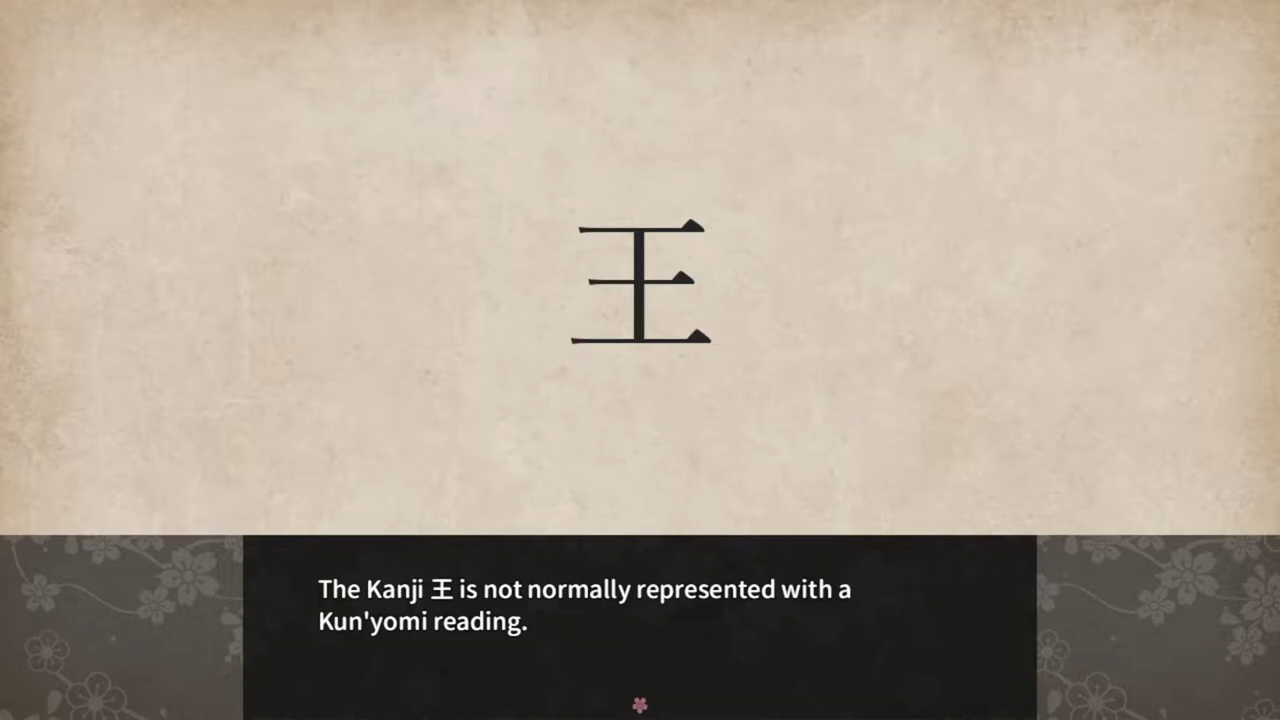 王
The Kanji 王 is not normally represented with a
Kun'yomi reading.